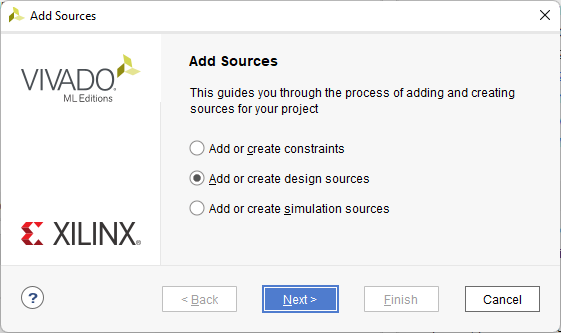 Add Sources
VIVADO
ML Editions
Add Sources
This guides you through the process of adding and creating
sources for your project
Add or create constraints
Add or create design sources
Add or create simulation sources
XILINX®
?
< Back
Next >
Finish
Cancel